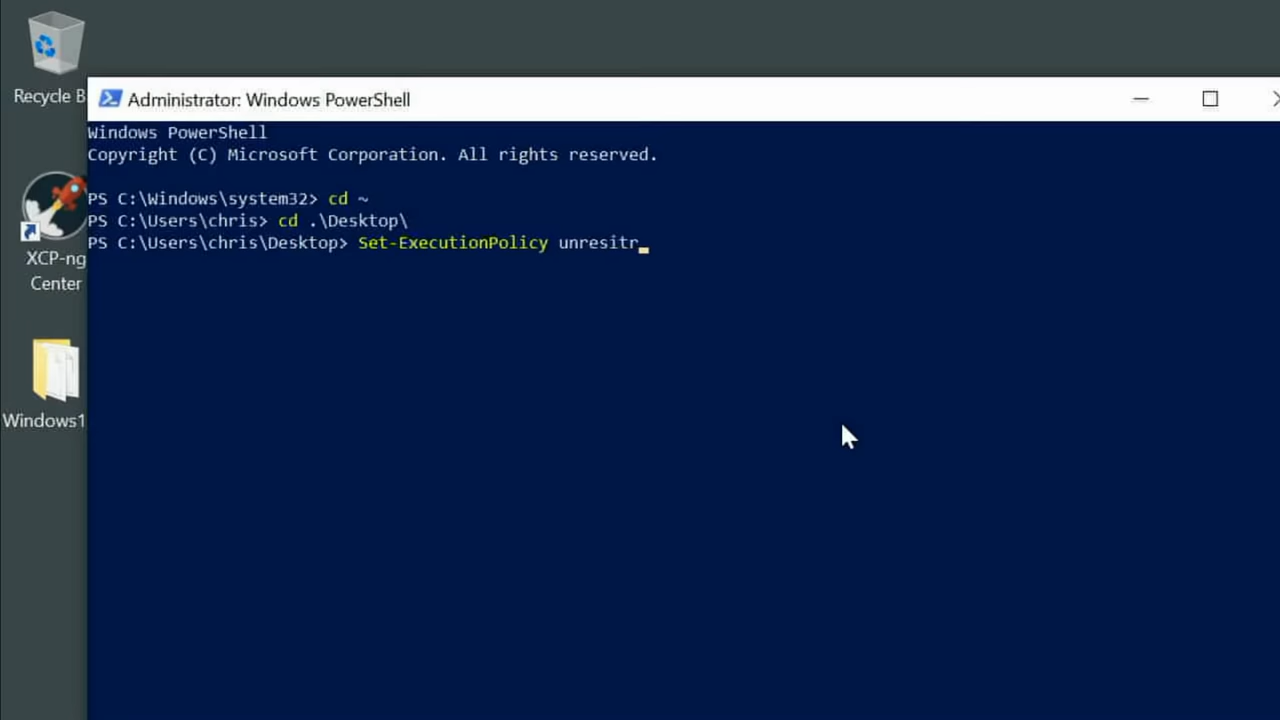 Recycle B
Administrator: Windows PowerShell
Windows PowerShell
Copyright (C) Microsoft Corporation. All rights reserved.
PS C:\Windows\system32> cd ~
PS C:\Users\chris> cd .\Desktop\
PS C:\Users\chris\Desktop> Set-ExecutionPolicy unresitr_
XCP-ng
Center
Windows1